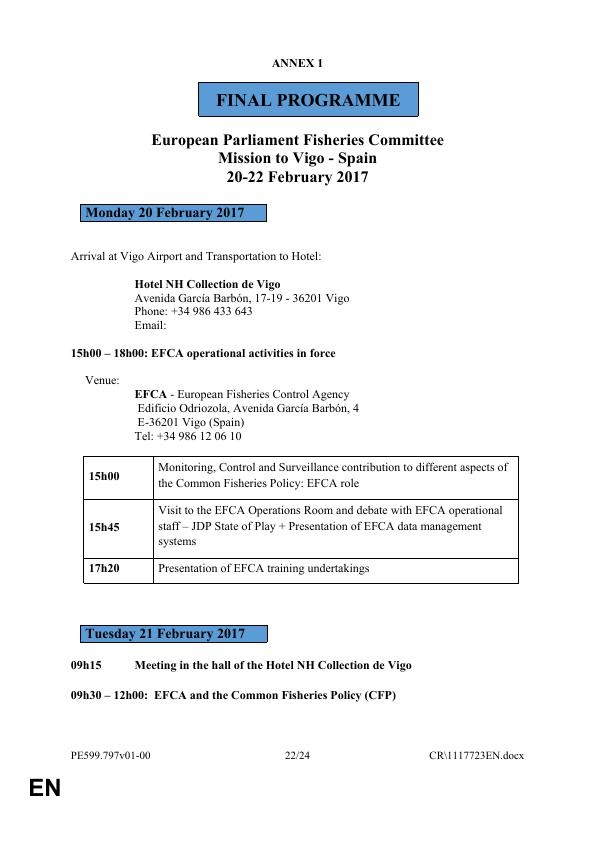 ANNEX 1
FINAL PROGRAMME
European Parliament Fisheries Committee
Mission to Vigo - Spain
20-22 February 2017
Monday 20 February 2017
Arrival at Vigo Airport and Transportation to Hotel:
Hotel NH Collection de Vigo
Avenida García Barbón, 17-19 - 36201 Vigo
Phone: +34 986 433 643
Email:
15h00 – 18h00: EFCA operational activities in force
Venue:
EFCA - European Fisheries Control Agency
Edificio Odriozola, Avenida García Barbón, 4
E-36201 Vigo (Spain)
Tel: +34 986 12 06 10
15h00
Monitoring, Control and Surveillance contribution to different aspects of
the Common Fisheries Policy: EFCA role
15h45
Visit to the EFCA Operations Room and debate with EFCA operational
staff – JDP State of Play + Presentation of EFCA data management
systems
17h20
Presentation of EFCA training undertakings
Tuesday 21 February 2017
09h15 Meeting in the hall of the Hotel NH Collection de Vigo
09h30 – 12h00: EFCA and the Common Fisheries Policy (CFP)
PE599.797v01-00 22/24 CR\1117723EN.docx
EN